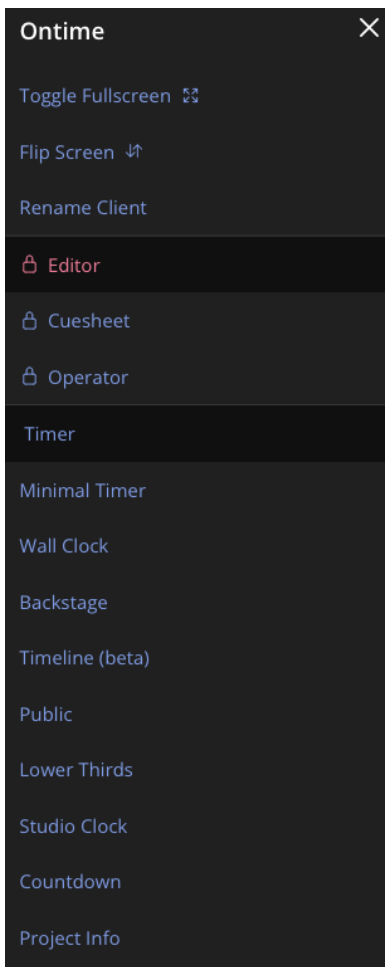 Ontime
Toggle Fullscreen
Flip Screen
Rename Client
Editor
Cuesheet
Operator
Timer
Minimal Timer
Wall Clock
Backstage
Timeline (beta)
Public
Lower Thirds
Studio Clock
Countdown
Project Info